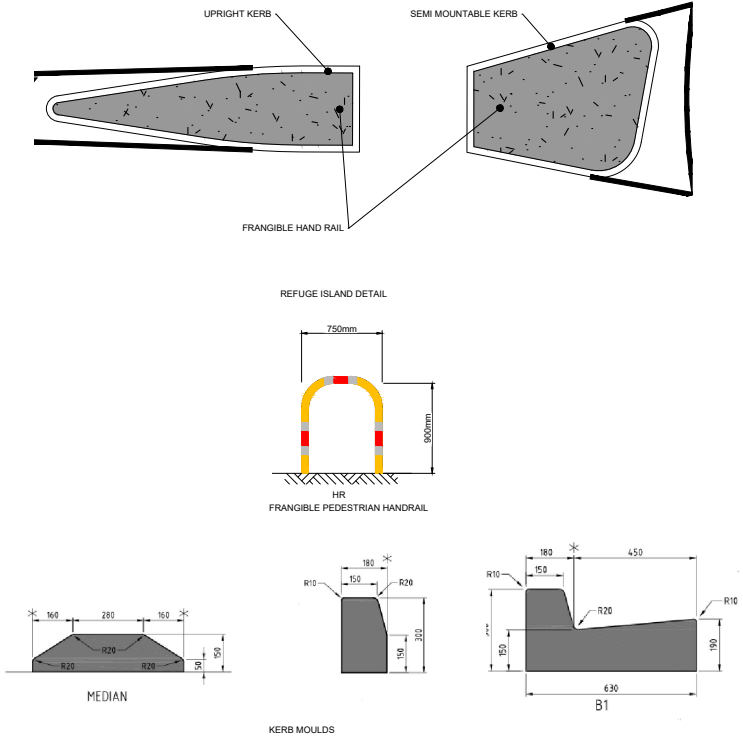 UPRIGHT KERB
SEMI MOUNTABLE KERB
FRANGIBLE HAND RAIL
REFUGE ISLAND DETAIL
750mm
900mm
HR
FRANGIBLE PEDESTRIAN HANDRAIL
160
280
160
R20
R20
R20
50
150
MEDIAN
180
150
R10
R20
300
150
180
450
150
R10
R20
R10
150
190
630
B1
KERB MOULDS